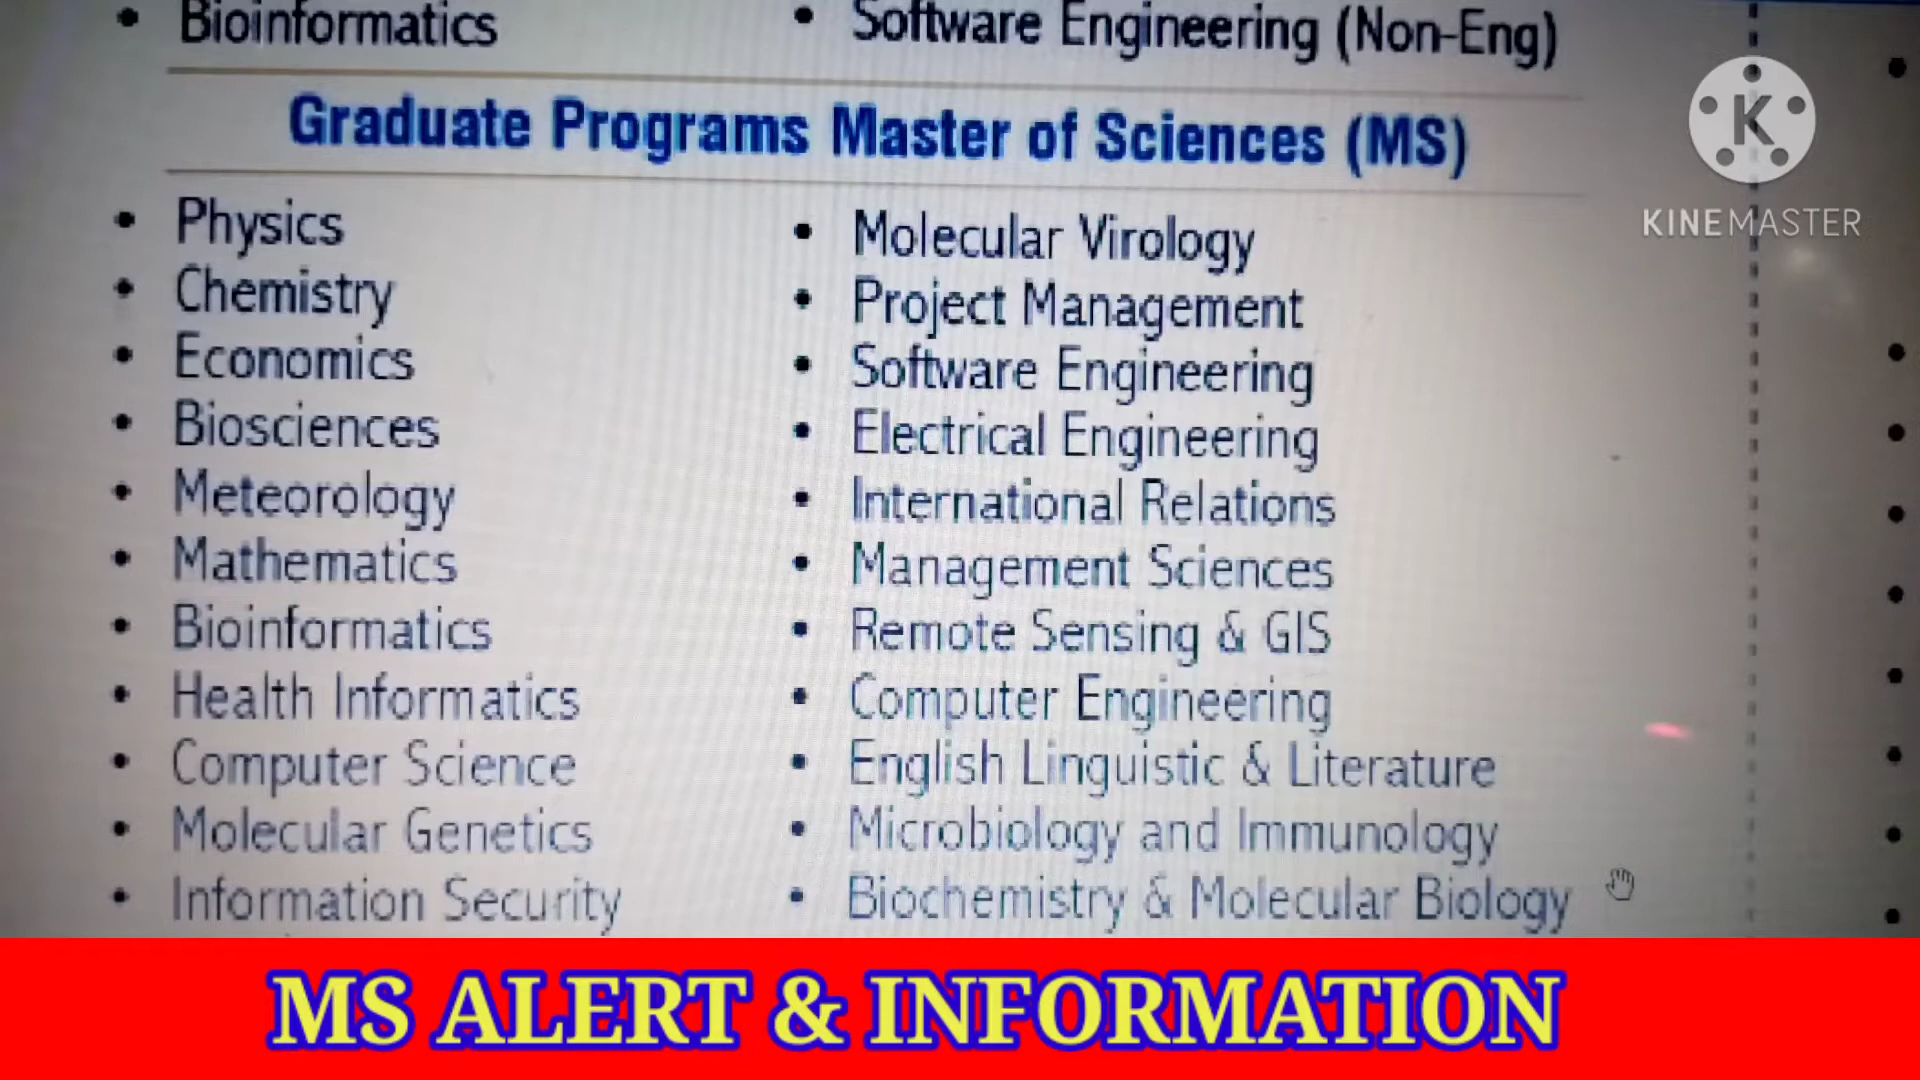 Bioinformatics
Software Engineering (Non-Eng)
Graduate Programs Master of Sciences (MS)
Physics
Chemistry
Economics
Biosciences
Meteorology
Mathematics
Bioinformatics
Health Informatics
Computer Science
Molecular Genetics
Information Security
Molecular Virology
Project Management
Software Engineering
Electrical Engineering
International Relations
Management Sciences
Remote Sensing & GIS
Computer Engineering
English Linguistic & Literature
Microbiology and Immunology
Biochemistry & Molecular Biology
K
KINEMASTER
MS ALERT & INFORMATION